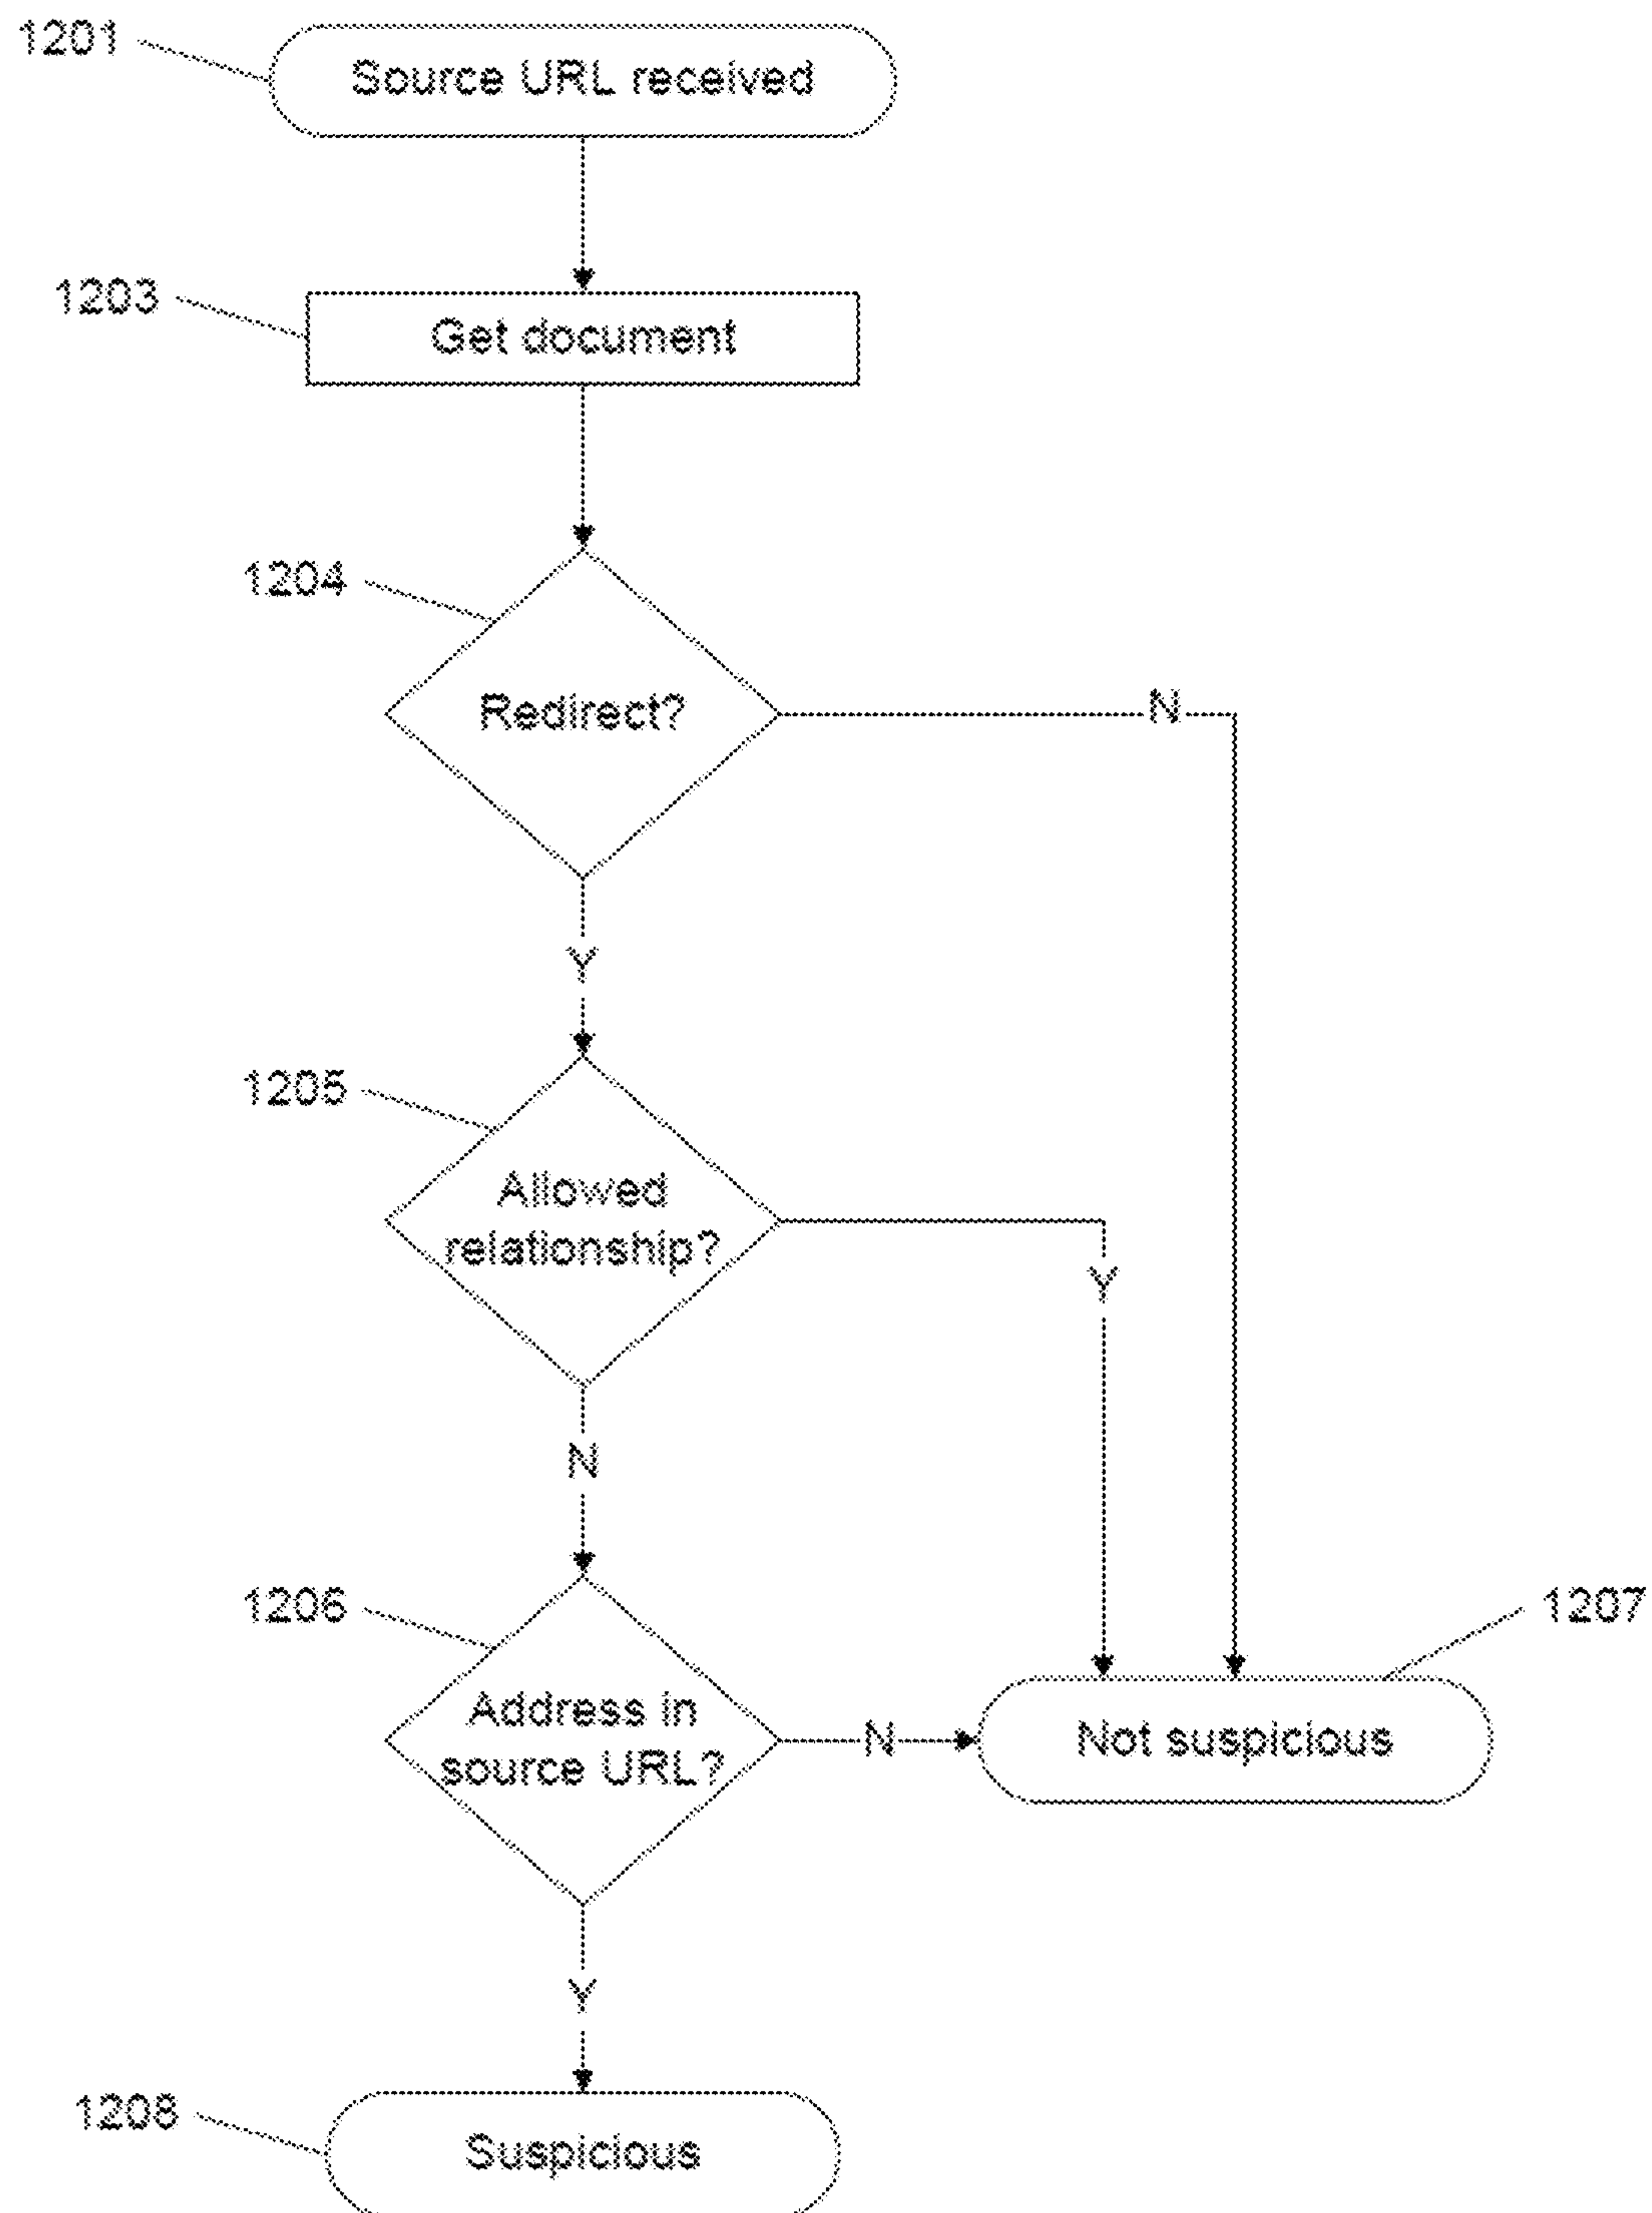 1201
Source URL received
1203
Get document
1204
Redirect?
N
Y
1205
Allowed
relationship?
Y
N
1206
1207
Address in
source URL?
N
Not suspicious
Y
1208
Suspicious